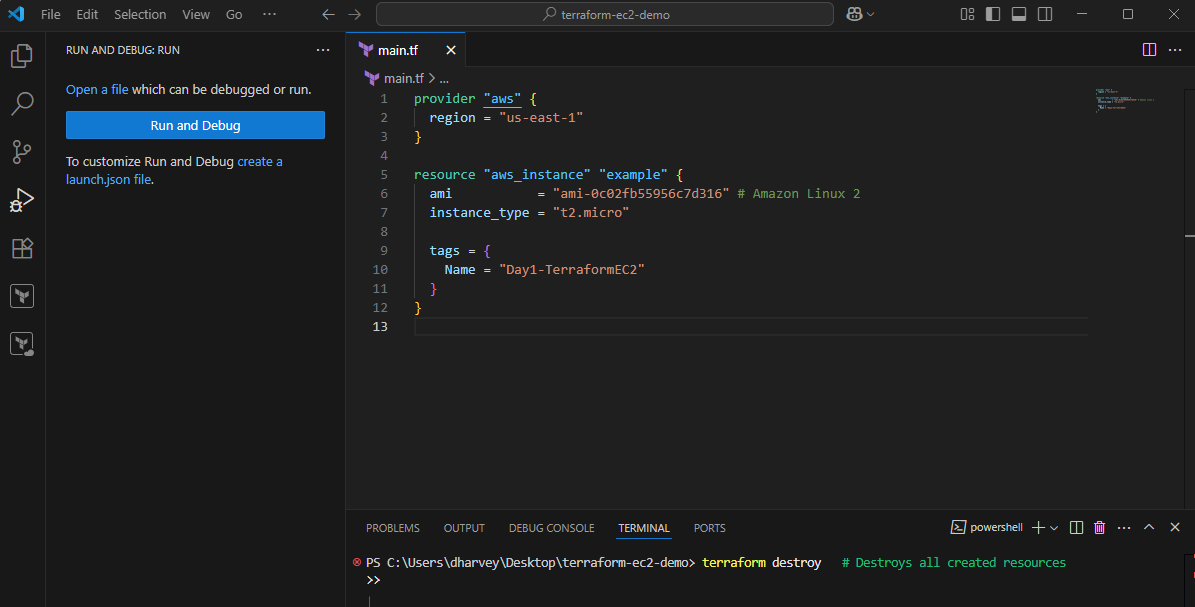 File Edit Selection View Go ··· terraform-ec2-demo
RUN AND DEBUG: RUN ···
Open a file which can be debugged or run.
Run and Debug
To customize Run and Debug create a
launch.json file.
main.tf
main.tf > ...
1 provider "aws" {
2 region = "us-east-1"
3 }
4
5 resource "aws_instance" "example" {
6 ami = "ami-0c02fb55956c7d316" # Amazon Linux 2
7 instance_type = "t2.micro"
8
9 tags = {
10 Name = "Day1-TerraformEC2"
11 }
12 }
13
PROBLEMS OUTPUT DEBUG CONSOLE TERMINAL PORTS powershell
PS C:\Users\dharvey\Desktop\terraform-ec2-demo> terraform destroy # Destroys all created resources
>>